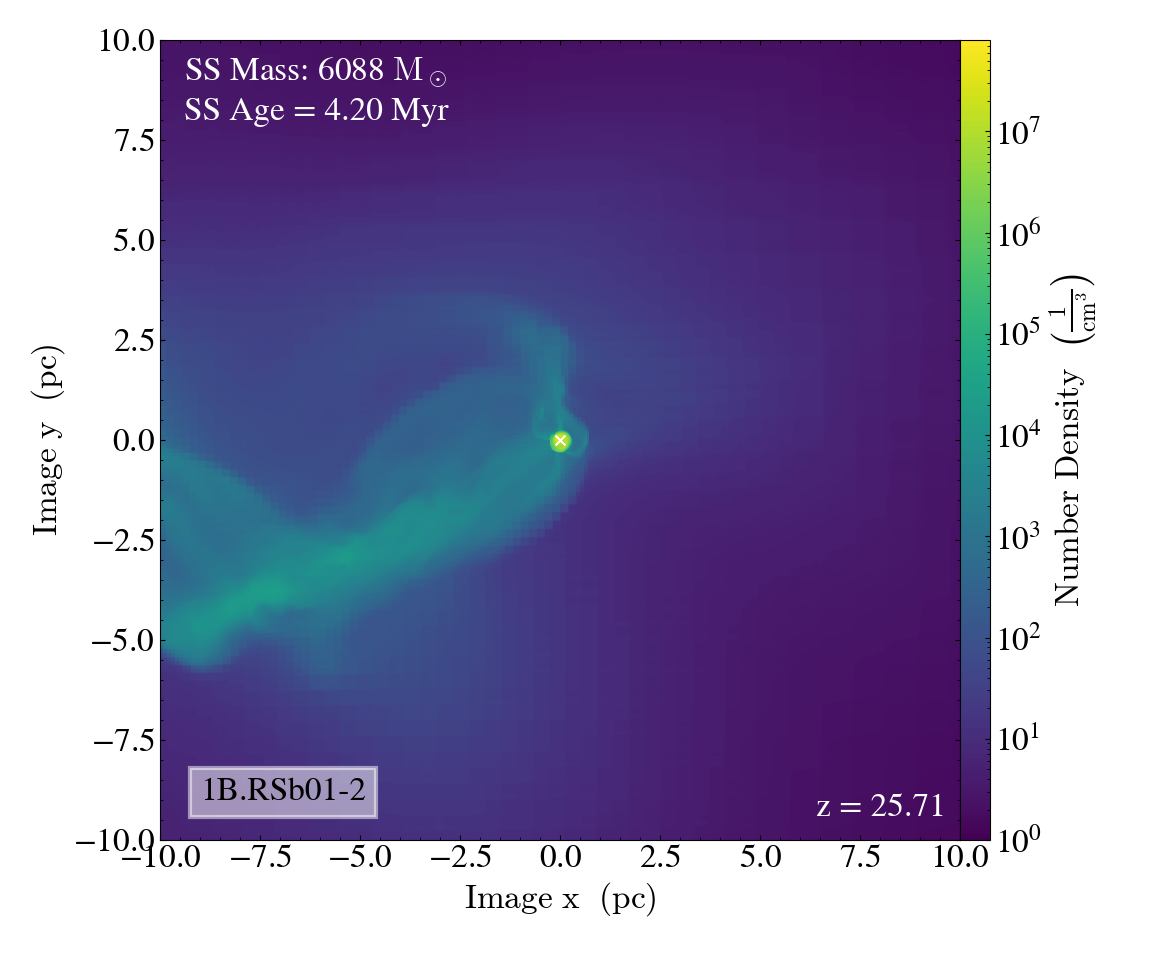 SS Mass: 6088 M⊙
SS Age = 4.20 Myr
10.0
7.5
5.0
2.5
0.0
−2.5
−5.0
−7.5
−10.0
Image y (pc)
1B.RSb01-2
z = 25.71
−10.0 −7.5 −5.0 −2.5 0.0 2.5 5.0 7.5 10.0
Image x (pc)
10⁷
10⁶
10⁵
10⁴
10³
10²
10¹
10⁰
Number Density (1/cm³)